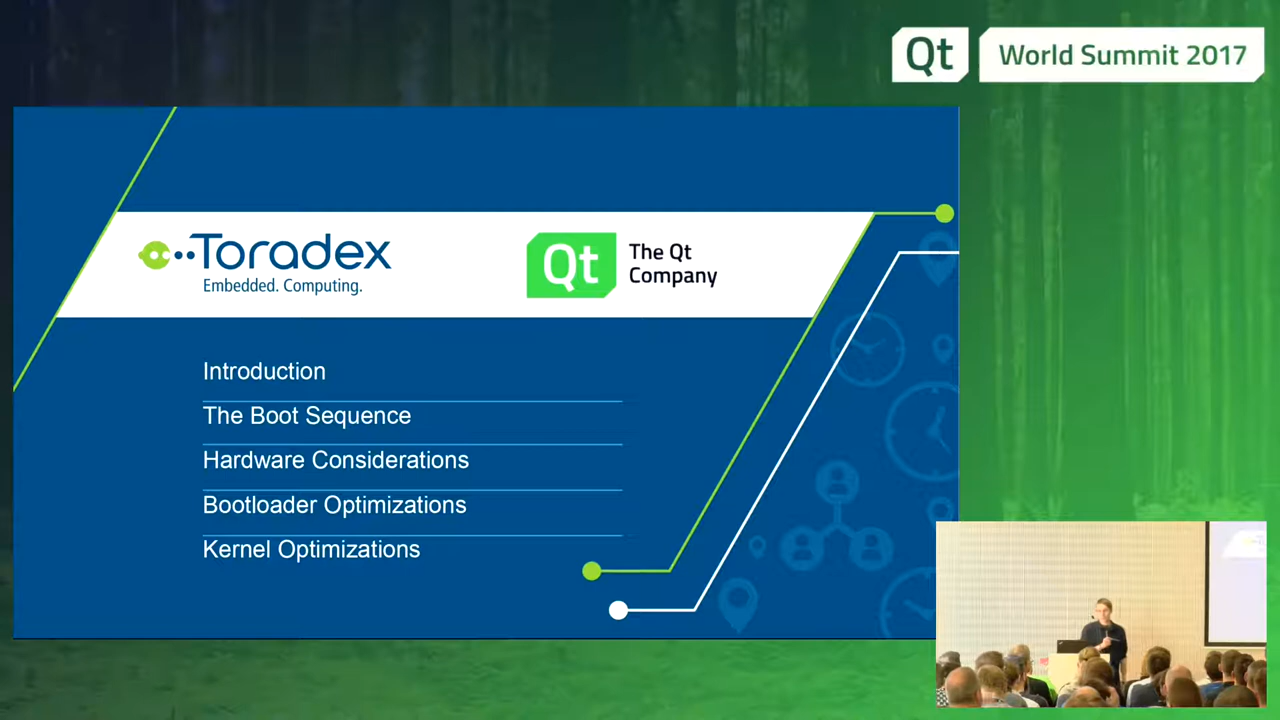 Qt
World Summit 2017
Toradex
Embedded. Computing.
Qt
The Qt
Company
Introduction
The Boot Sequence
Hardware Considerations
Bootloader Optimizations
Kernel Optimizations